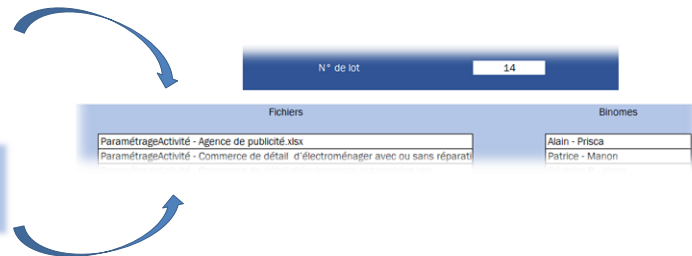 N° de lot 14
Fichiers Binomes
ParamétrageActivité - Agence de publicité.xlsx Alain - Prisca
ParamétrageActivité - Commerce de détail d'électroménager avec ou sans réparati Patrice - Manon